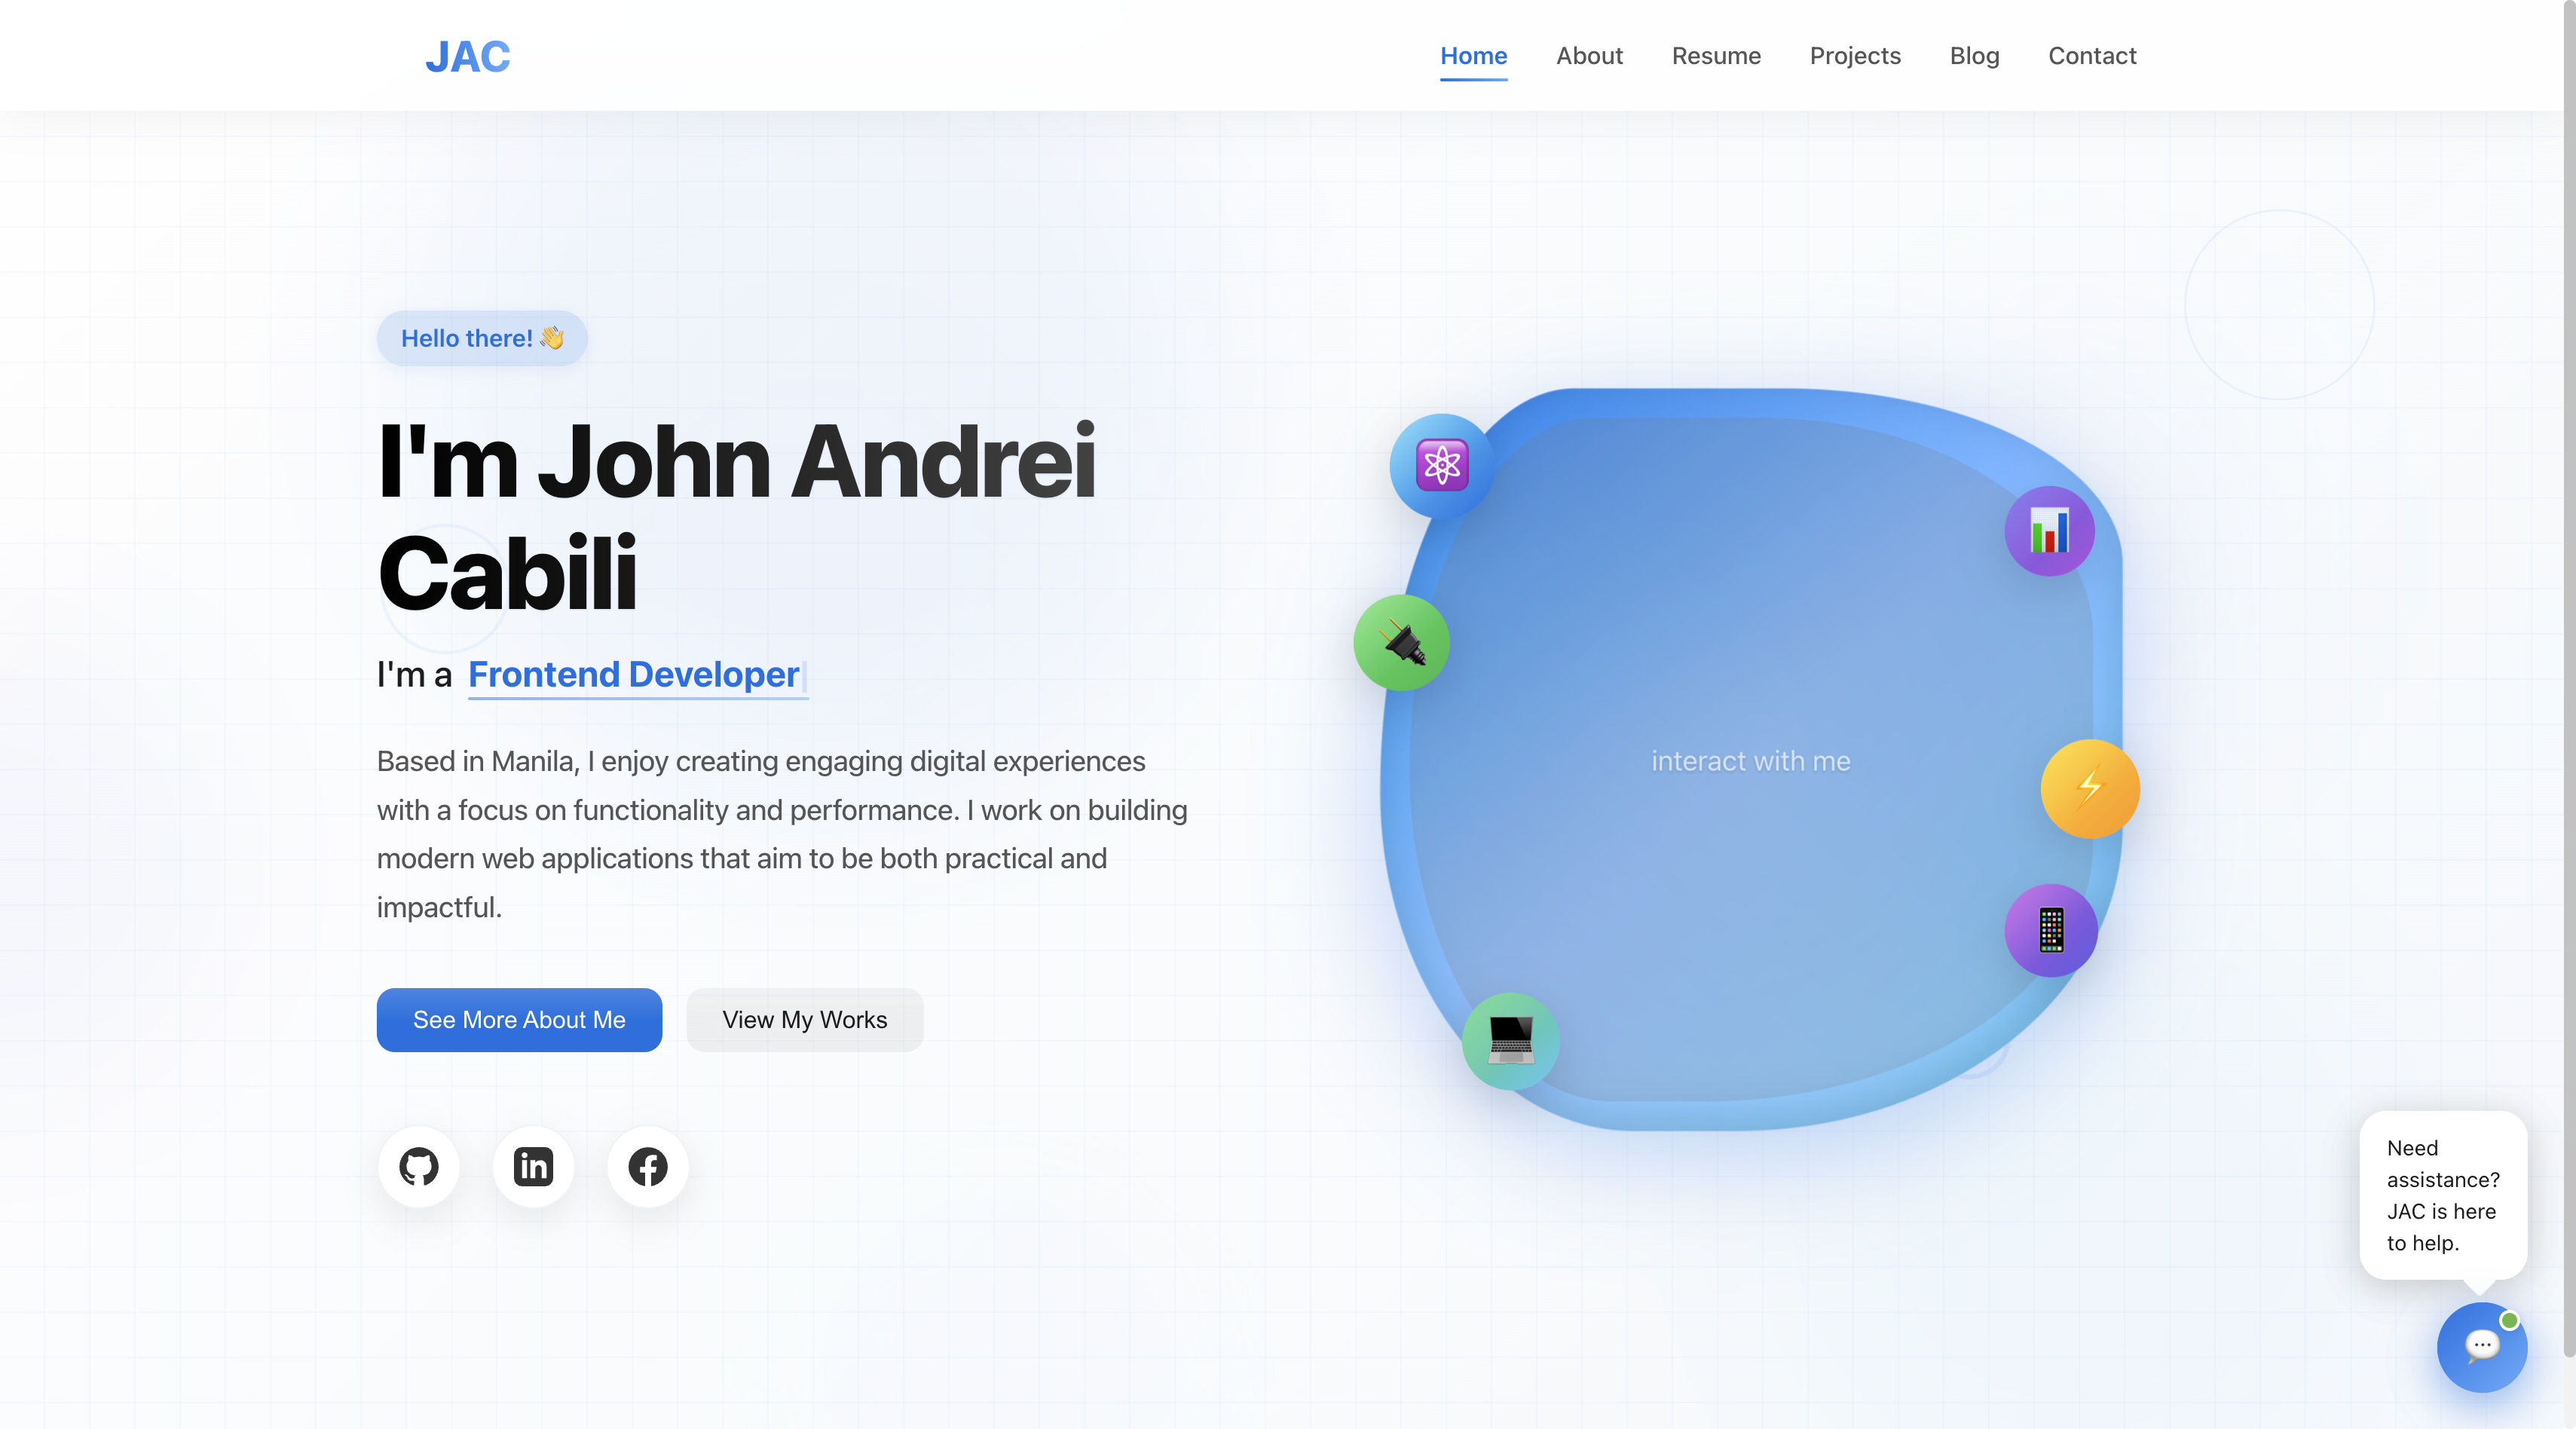 JAC
Home About Resume Projects Blog Contact
Hello there! 👋
I'm John Andrei
Cabili
I'm a Frontend Developer
Based in Manila, I enjoy creating engaging digital experiences
with a focus on functionality and performance. I work on building
modern web applications that aim to be both practical and
impactful.
See More About Me View My Works
interact with me
Need
assistance?
JAC is here
to help.